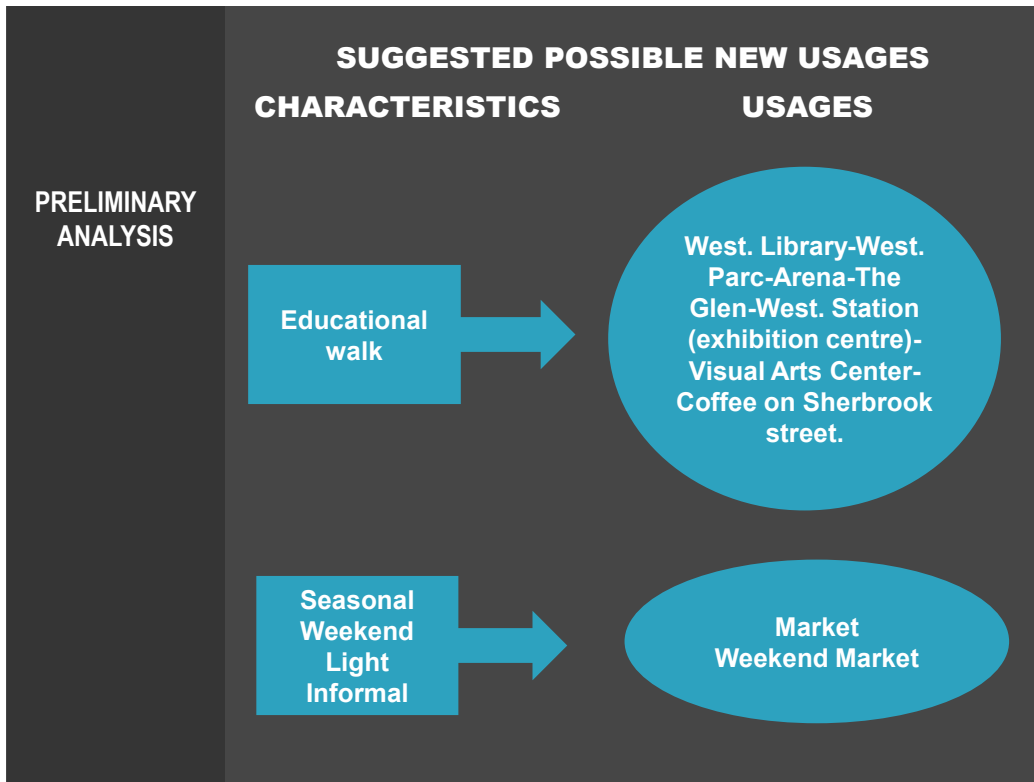 SUGGESTED POSSIBLE NEW USAGES
CHARACTERISTICS
USAGES
PRELIMINARY
ANALYSIS
Educational
walk
West. Library-West.
Parc-Arena-The
Glen-West. Station
(exhibition centre)-
Visual Arts Center-
Coffee on Sherbrook
street.
Seasonal
Weekend
Light
Informal
Market
Weekend Market